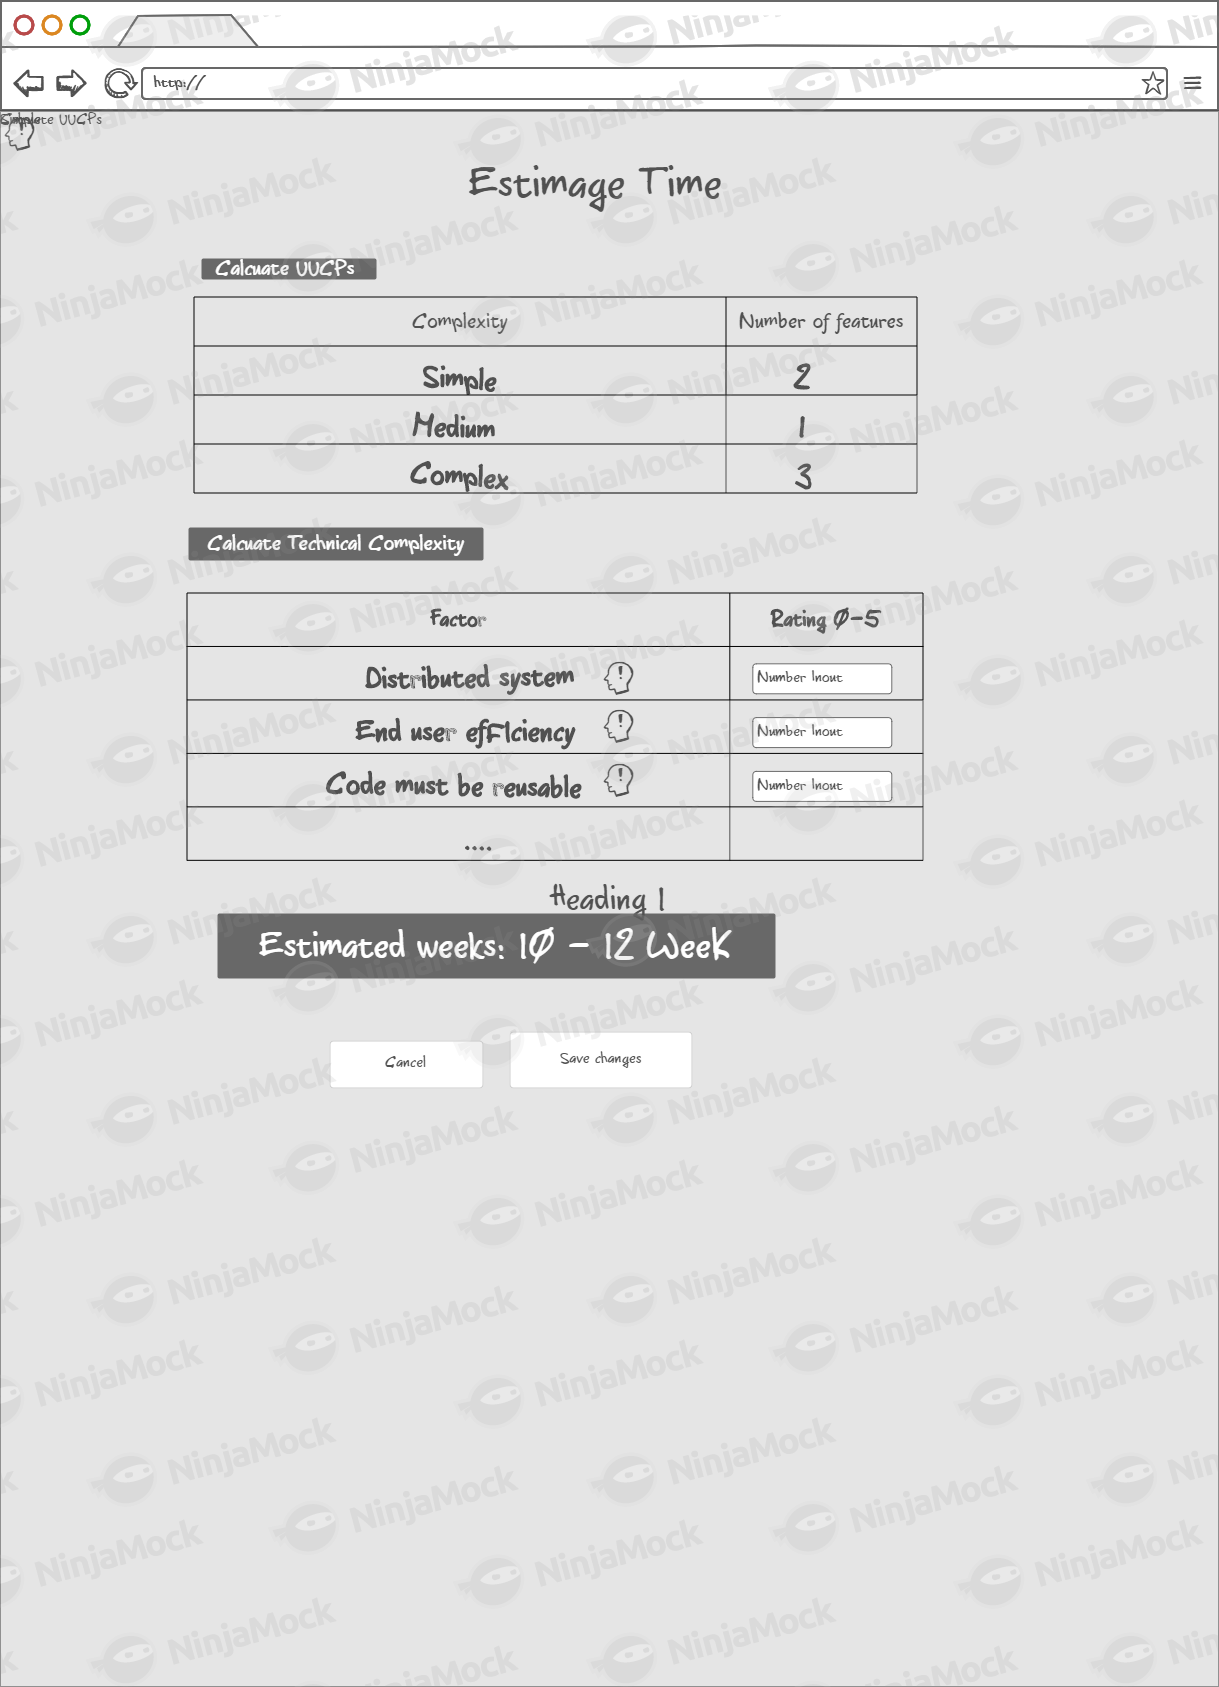 http://
Calcuate UUCPs
Estimage Time
Calcuate UUCPs
Complexity Number of features
Simple 2
Medium 1
Complex 3
Calcuate Technical Complexity
Factor Rating 0-5
Distributed system Number Inout
End user efFIciency Number Inout
Code must be reusable Number Inout
....
Heading 1
Estimated weeks: 10 - 12 Week
Cancel Save changes
NinjaMock